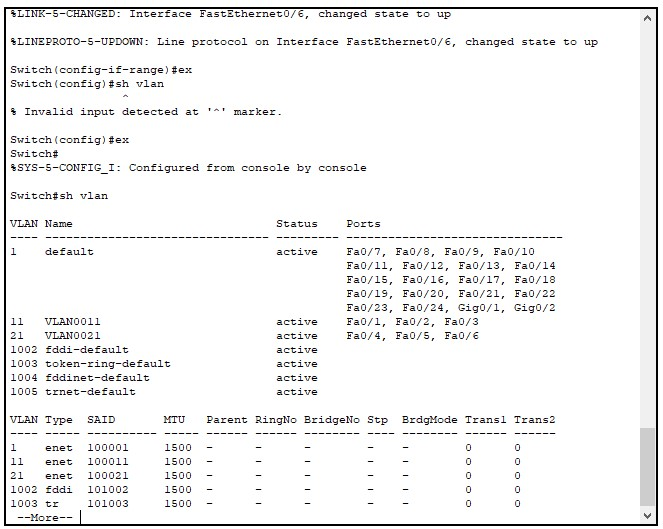 %LINK-5-CHANGED: Interface FastEthernet0/6, changed state to up
%LINEPROTO-5-UPDOWN: Line protocol on Interface FastEthernet0/6, changed state to up
Switch(config-if-range)#ex
Switch(config)#sh vlan
^
% Invalid input detected at '^' marker.
Switch(config)#ex
Switch#
%SYS-5-CONFIG_I: Configured from console by console
Switch#sh vlan
VLAN Name                             Status    Ports
---- -------------------------------- --------- -------------------------------
1    default                          active    Fa0/7, Fa0/8, Fa0/9, Fa0/10
                                                Fa0/11, Fa0/12, Fa0/13, Fa0/14
                                                Fa0/15, Fa0/16, Fa0/17, Fa0/18
                                                Fa0/19, Fa0/20, Fa0/21, Fa0/22
                                                Fa0/23, Fa0/24, Gig0/1, Gig0/2
11   VLAN0011                         active    Fa0/1, Fa0/2, Fa0/3
21   VLAN0021                         active    Fa0/4, Fa0/5, Fa0/6
1002 fddi-default                     active
1003 token-ring-default               active
1004 fddinet-default                  active
1005 trnet-default                    active
VLAN Type  SAID       MTU   Parent RingNo BridgeNo Stp  BrdgMode Trans1 Trans2
---- ----- ---------- ----- ------ ------ -------- ---- -------- ------ ------
1    enet  100001     1500  -      -      -        -    -        0      0
11   enet  100011     1500  -      -      -        -    -        0      0
21   enet  100021     1500  -      -      -        -    -        0      0
1002 fddi  101002     1500  -      -      -        -    -        0      0
1003 tr    101003     1500  -      -      -        -    -        0      0
 --More--